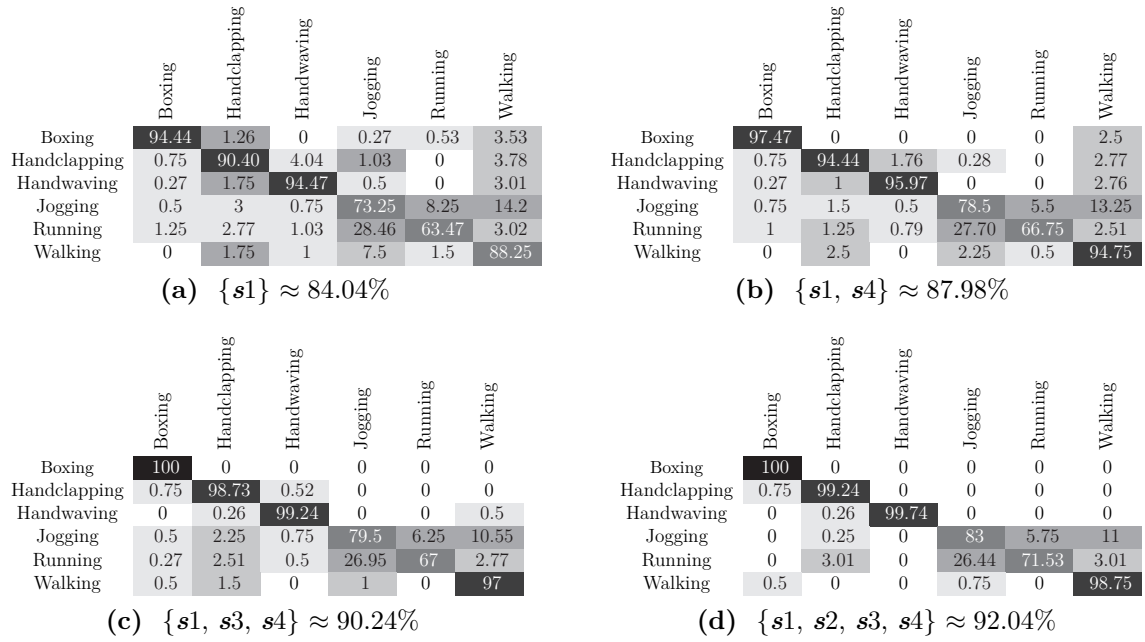 Boxing Handclapping Handwaving Jogging Running Walking
Boxing 94.44 1.26 0 0.27 0.53 3.53
Handclapping 0.75 90.40 4.04 1.03 0 3.78
Handwaving 0.27 1.75 94.47 0.5 0 3.01
Jogging 0.5 3 0.75 73.25 8.25 14.2
Running 1.25 2.77 1.03 28.46 63.47 3.02
Walking 0 1.75 1 7.5 1.5 88.25
(a) {s1} ≈ 84.04%
Boxing Handclapping Handwaving Jogging Running Walking
Boxing 97.47 0 0 0 0 2.5
Handclapping 0.75 94.44 1.76 0.28 0 2.77
Handwaving 0.27 1 95.97 0 0 2.76
Jogging 0.75 1.5 0.5 78.5 5.5 13.25
Running 1 1.25 0.79 27.70 66.75 2.51
Walking 0 2.5 0 2.25 0.5 94.75
(b) {s1, s4} ≈ 87.98%
Boxing Handclapping Handwaving Jogging Running Walking
Boxing 100 0 0 0 0 0
Handclapping 0.75 98.73 0.52 0 0 0
Handwaving 0 0.26 99.24 0 0 0.5
Jogging 0.5 2.25 0.75 79.5 6.25 10.55
Running 0.27 2.51 0.5 26.95 67 2.77
Walking 0.5 1.5 0 1 0 97
(c) {s1, s3, s4} ≈ 90.24%
Boxing Handclapping Handwaving Jogging Running Walking
Boxing 100 0 0 0 0 0
Handclapping 0.75 99.24 0 0 0 0
Handwaving 0 0.26 99.74 0 0 0
Jogging 0 0.25 0 83 5.75 11
Running 0 3.01 0 26.44 71.53 3.01
Walking 0.5 0 0 0.75 0 98.75
(d) {s1, s2, s3, s4} ≈ 92.04%